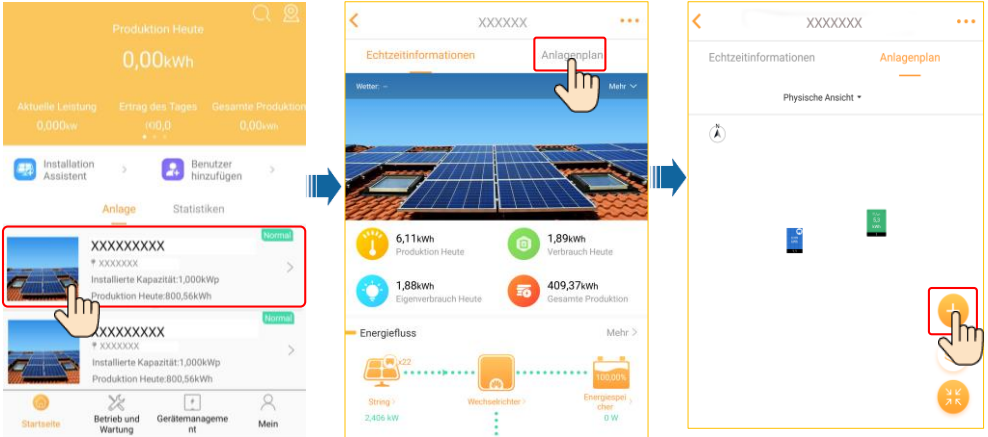 Produktion Heute
0,00kWh
Aktuelle Leistung
Ertrag des Tages
Gesamte Produktion
0,000kW
0,00kWh
Installation
Assistent
Benutzer
hinzufügen
Anlage
Statistiken
XXXXXXXXX
Normal
XXXXXXX
Installierte Kapazität:1,000kWp
Produktion Heute:800,56kWh
XXXXXXXXX
Normal
XXXXXXX
Installierte Kapazität:1,000kWp
Produktion Heute:800,56kWh
Startseite
Betrieb und
Wartung
Gerätemanageme
nt
Mein
XXXXXX
Echtzeitinformationen
Anlagenplan
Wetter: --
Mehr
6,11kWh
Produktion Heute
1,89kWh
Verbrauch Heute
1,88kWh
Eigenverbrauch Heute
409,37kWh
Gesamte Produktion
Energiefluss
Mehr
x22
100,00%
String
Wechselrichter
Energiespei
cher
2,406 kW
0 W
XXXXXXX
Echtzeitinformationen
Anlagenplan
Physische Ansicht
N